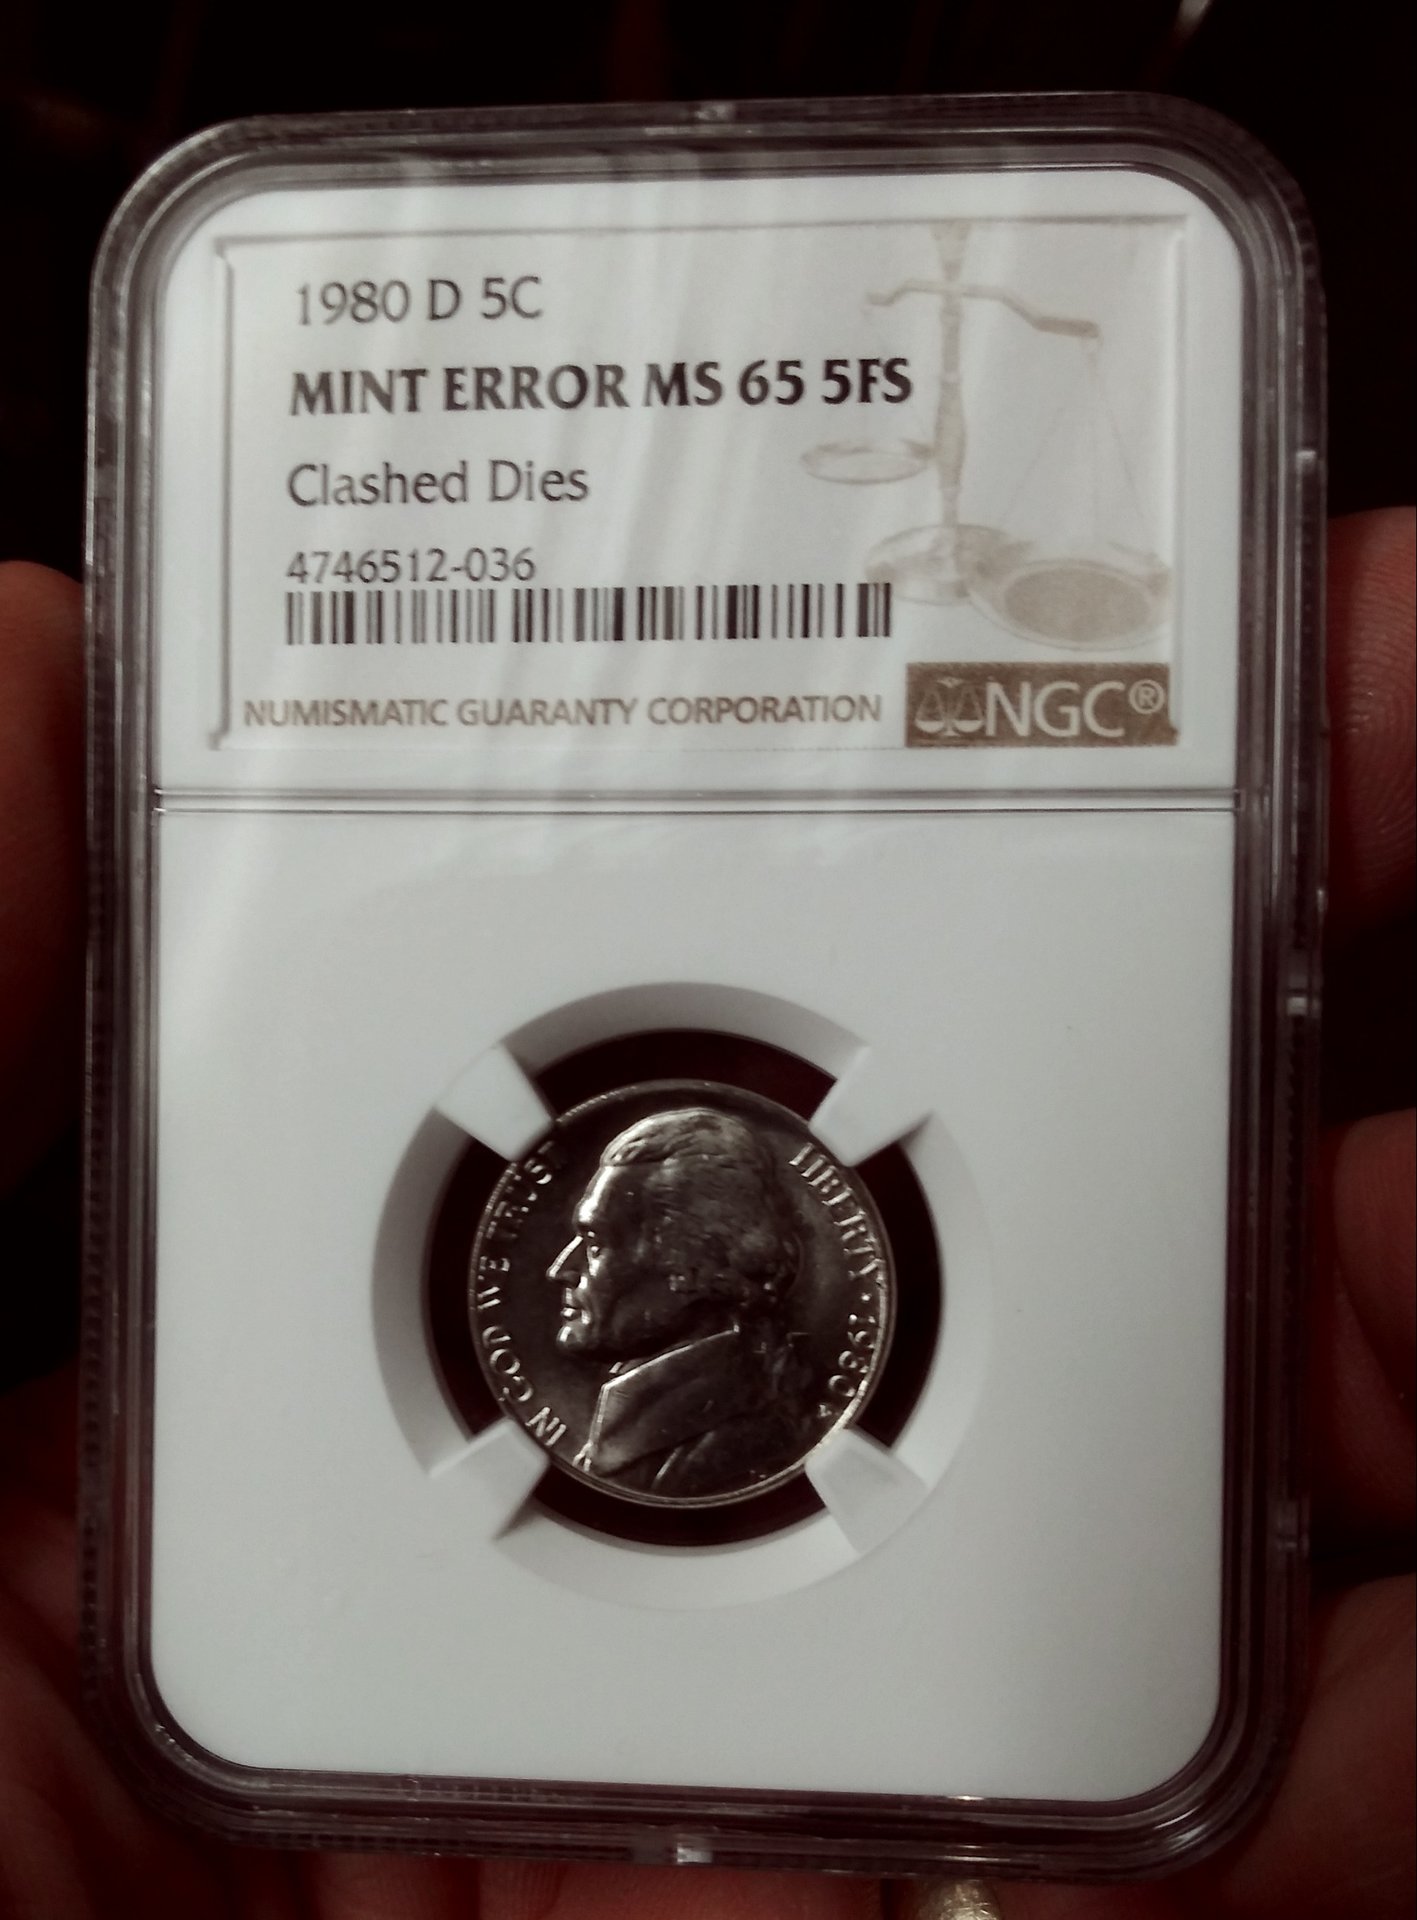 1980 D 5C
MINT ERROR MS 65 5FS
Clashed Dies
4746512-036
NUMISMATIC GUARANTY CORPORATION
NGC®
IN GOD WE TRUST
LIBERTY • 1980